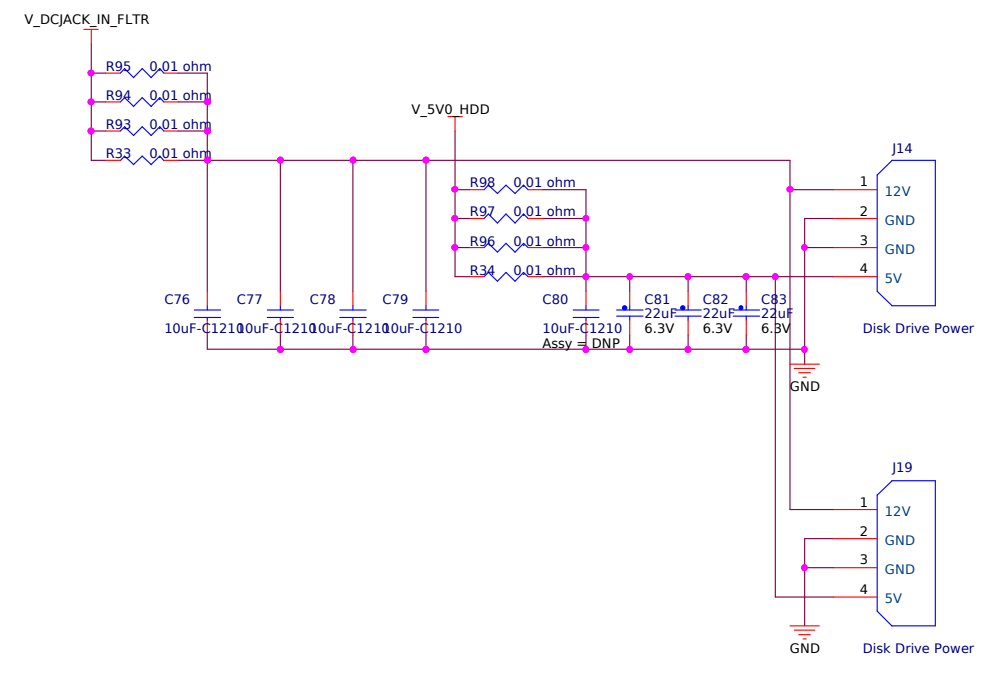 V_DCJACK_IN_FLTR
R95 0.01 ohm
R94 0.01 ohm
R93 0.01 ohm
R33 0.01 ohm
V_5V0_HDD
R98 0.01 ohm
R97 0.01 ohm
R96 0.01 ohm
R34 0.01 ohm
J14
1 12V
2 GND
3 GND
4 5V
Disk Drive Power
C76 C77 C78 C79 C80 C81 C82 C83
10uF-C1210 10uF-C1210 10uF-C1210 10uF-C1210 10uF-C1210 22uF 22uF 22uF
6.3V 6.3V 6.3V
Assy = DNP
GND
J19
1 12V
2 GND
3 GND
4 5V
GND
Disk Drive Power